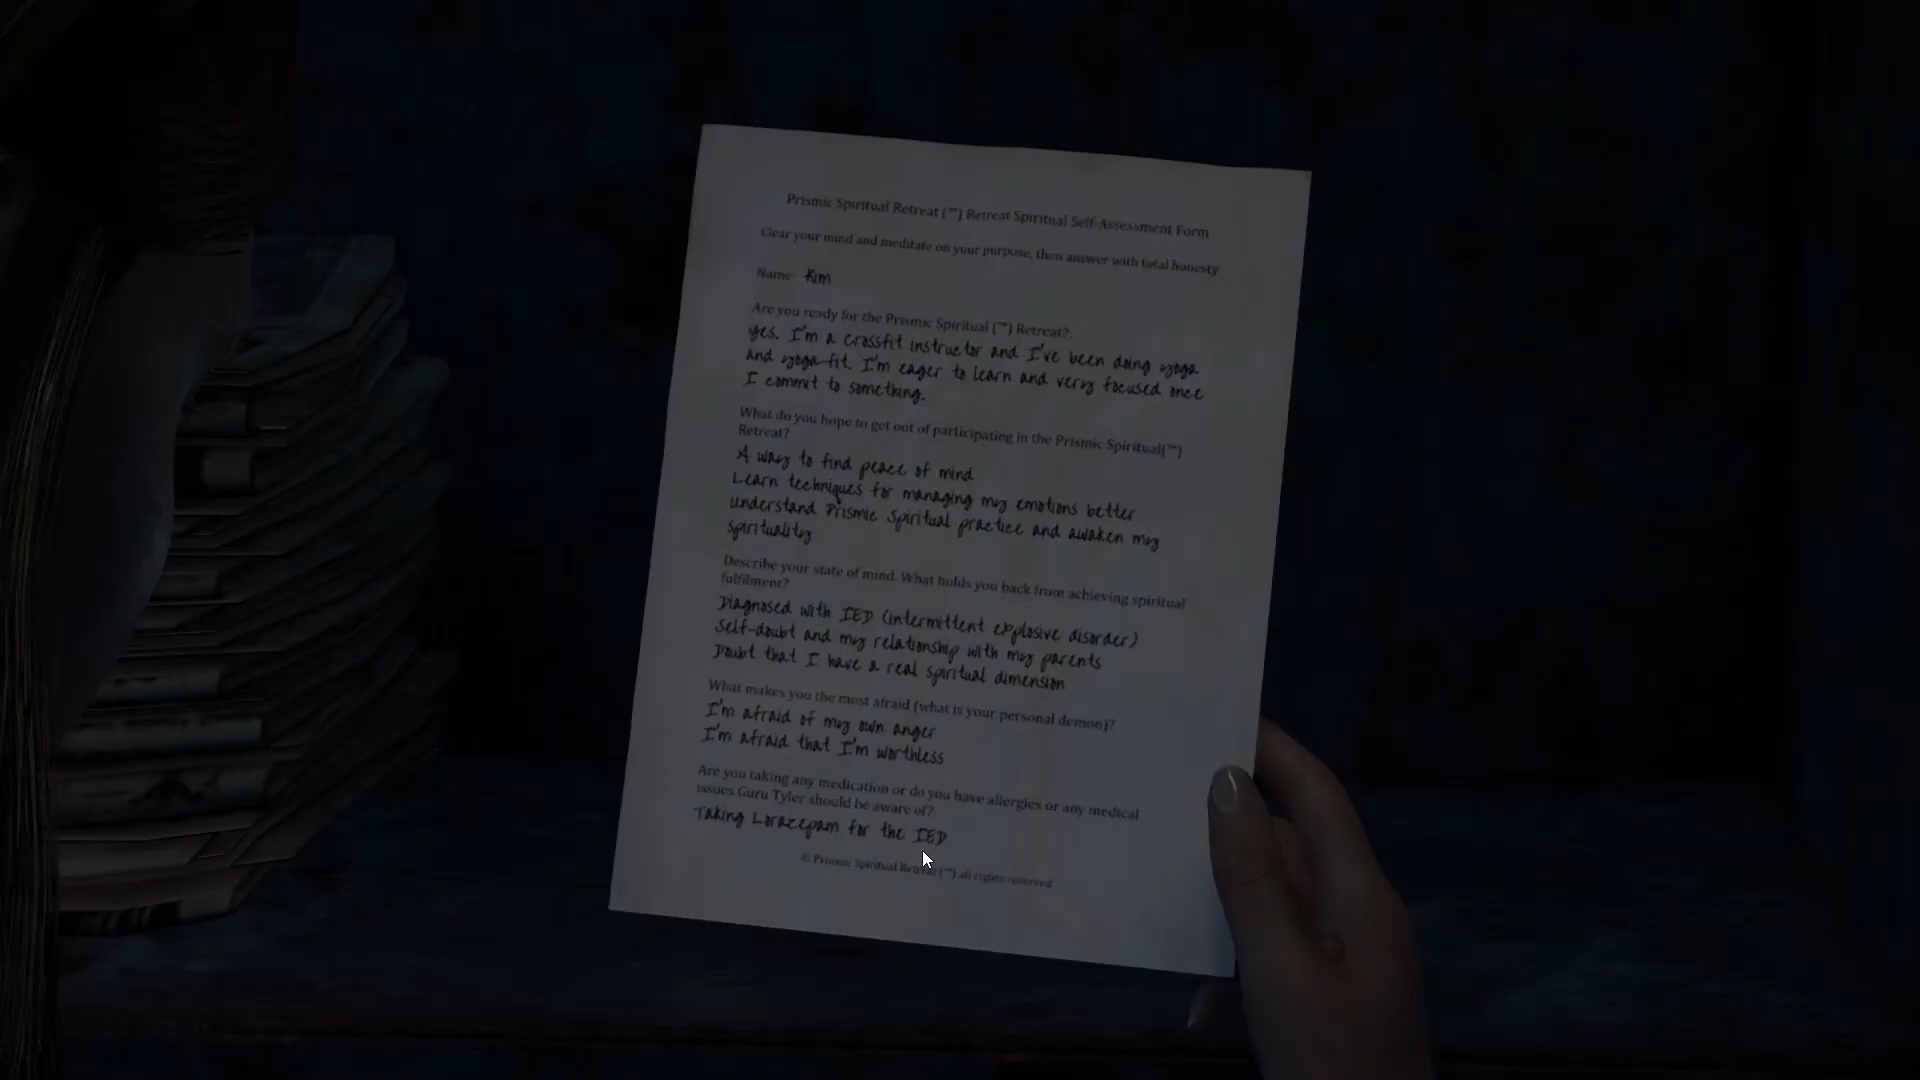 Prismic Spiritual Retreat (™) Retreat Spiritual Self-Assessment Form
Clear your mind and meditate on your purpose, then answer with total honesty
Name: Kim
Are you ready for the Prismic Spiritual (™) Retreat?:
Yes. I'm a crossfit instructor and I've been doing yoga
and yoga-fit. I'm eager to learn and very focused once
I commit to something.
What do you hope to get out of participating in the Prismic Spiritual(™)
Retreat?
A way to find peace of mind
Learn techniques for managing my emotions better
Understand Prismic Spiritual practice and awaken my
spirituality
Describe your state of mind. What holds you back from achieving spiritual
fulfilment?
Diagnosed with IED (intermittent explosive disorder)
Self-doubt and my relationship with my parents
Doubt that I have a real spiritual dimension
What makes you the most afraid (what is your personal demon)?
I'm afraid of my own anger
I'm afraid that I'm worthless
Are you taking any medication or do you have allergies or any medical
issues Guru Tyler should be aware of?
Taking Lorazepam for the IED
© Prismic Spiritual Retreat (™) all rights reserved